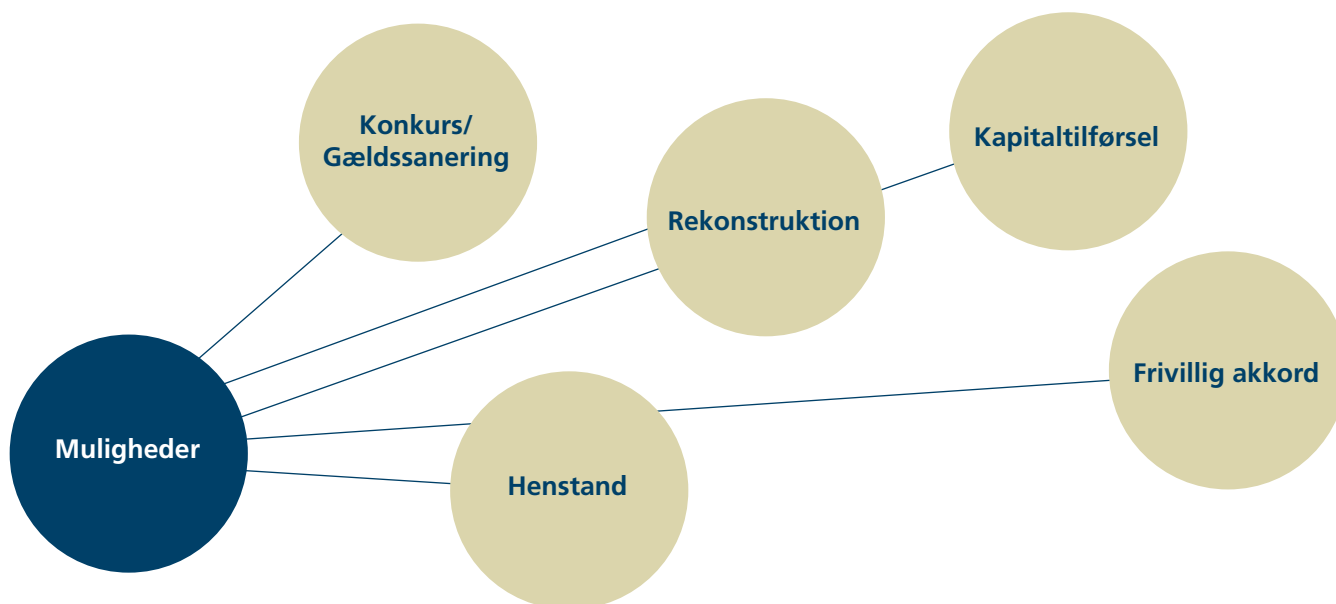 Konkurs/
Gældssanering
Kapitaltilførsel
Rekonstruktion
Frivillig akkord
Muligheder
Henstand